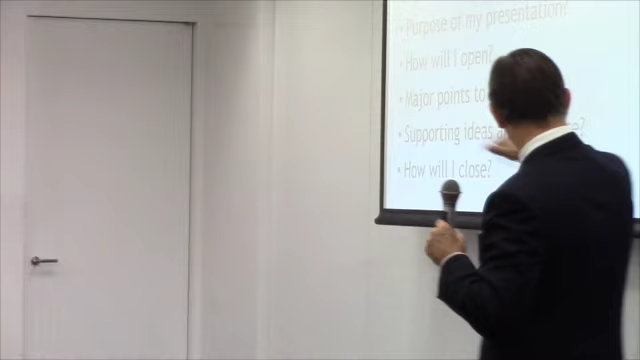 • Purpose of my presentation?
• How will I open?
• Major points to
• Supporting ideas
• How will I close?